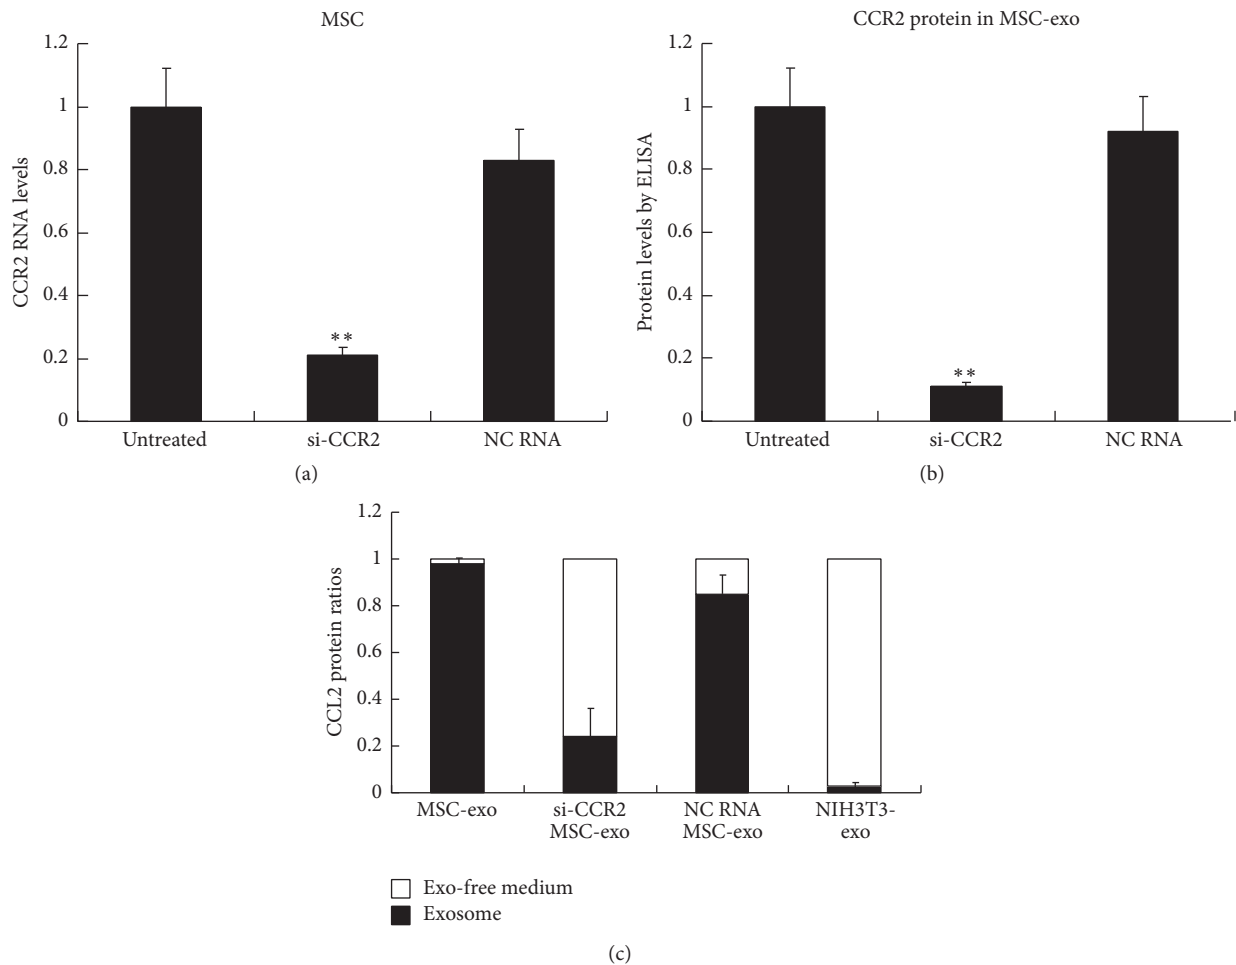 MSC
CCR2 RNA levels
1.2
1
0.8
0.6
0.4
0.2
0
**
Untreated
si-CCR2
NC RNA
(a)
CCR2 protein in MSC-exo
Protein levels by ELISA
1.2
1
0.8
0.6
0.4
0.2
0
**
Untreated
si-CCR2
NC RNA
(b)
CCL2 protein ratios
1.2
1
0.8
0.6
0.4
0.2
0
MSC-exo
si-CCR2
MSC-exo
NC RNA
MSC-exo
NIH3T3-
exo
Exo-free medium
Exosome
(c)